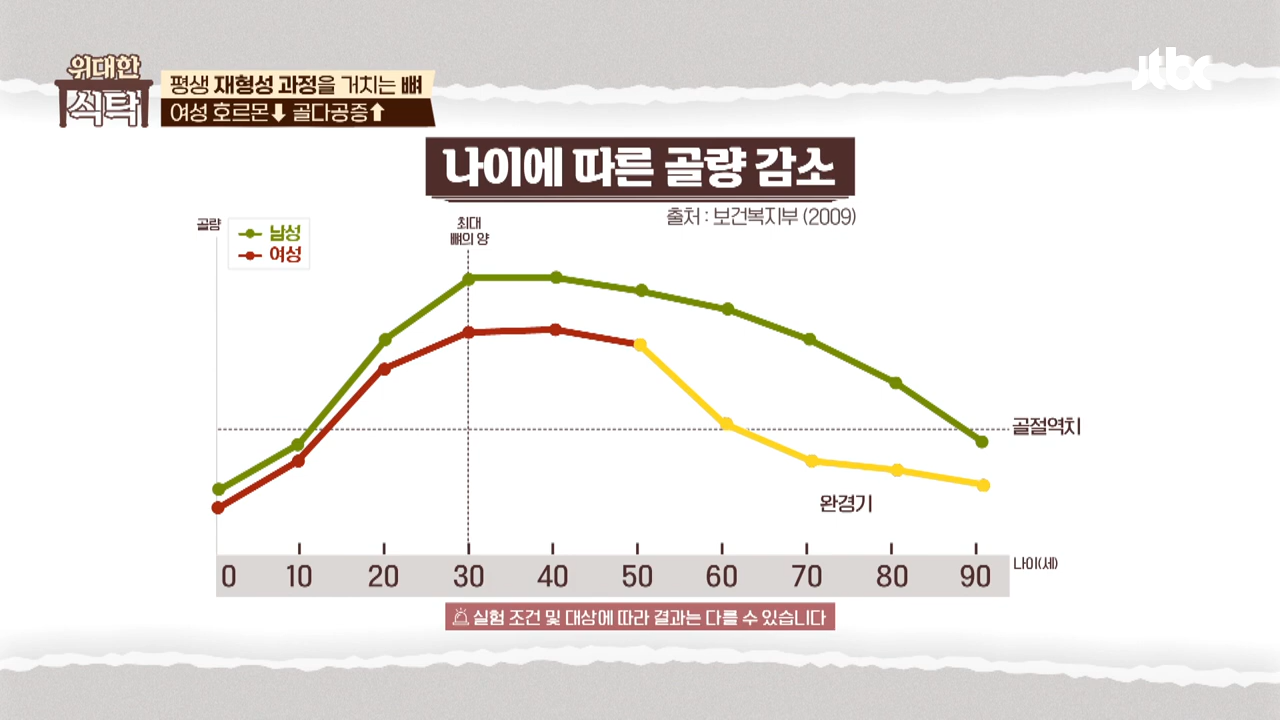 위대한
식탁
평생 재형성 과정을 거치는 뼈
여성 호르몬⬇ 골다공증⬆
jtbc
나이에 따른 골량 감소
출처 : 보건복지부 (2009)
골량
남성
여성
최대
뼈의 양
골절역치
완경기
0 10 20 30 40 50 60 70 80 90 나이(세)
실험 조건 및 대상에 따라 결과는 다를 수 있습니다